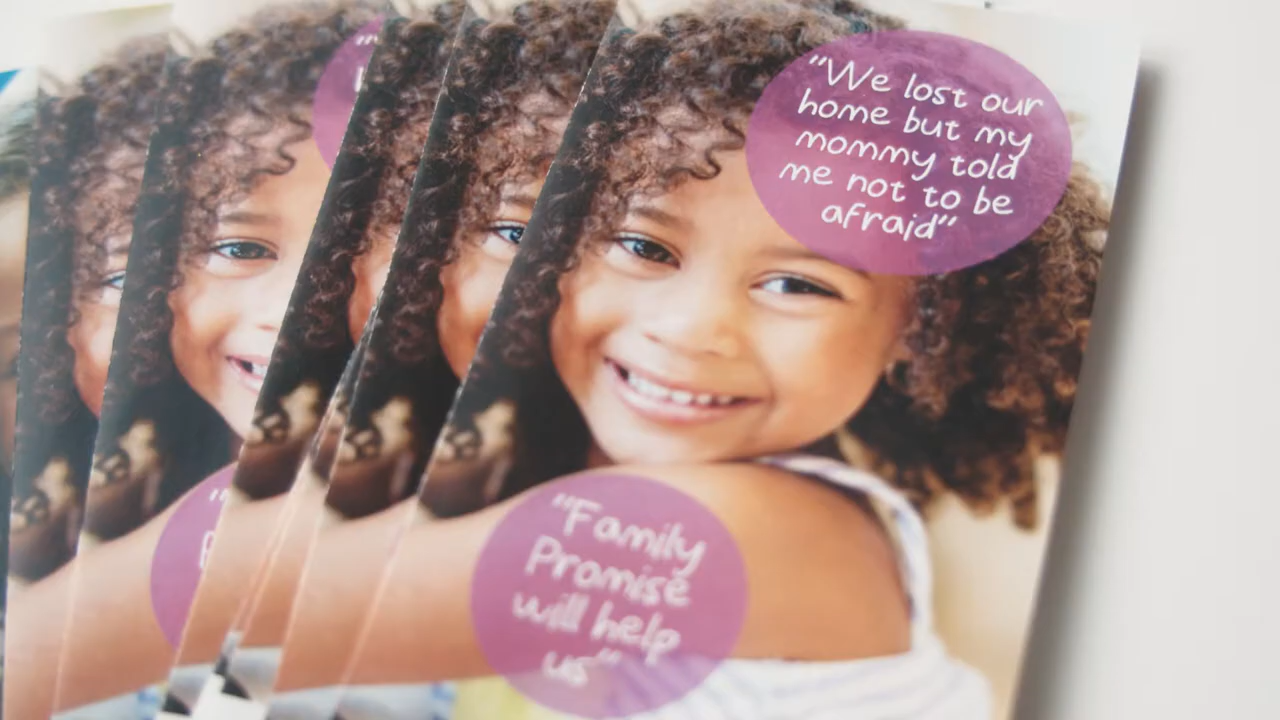 "We lost our
home but my
mommy told
me not to be
afraid"
"Family
Promise
will help
us"